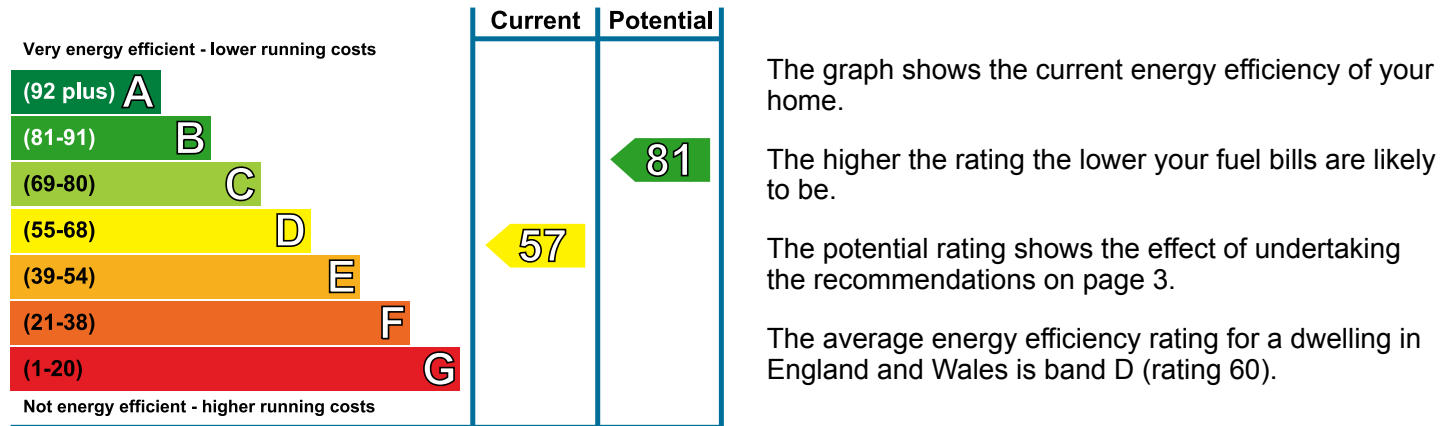 Current Potential
Very energy efficient - lower running costs
(92 plus) A
(81-91) B
(69-80) C
(55-68) D
(39-54) E
(21-38) F
(1-20) G
Not energy efficient - higher running costs
57
81
The graph shows the current energy efficiency of your
home.
The higher the rating the lower your fuel bills are likely
to be.
The potential rating shows the effect of undertaking
the recommendations on page 3.
The average energy efficiency rating for a dwelling in
England and Wales is band D (rating 60).